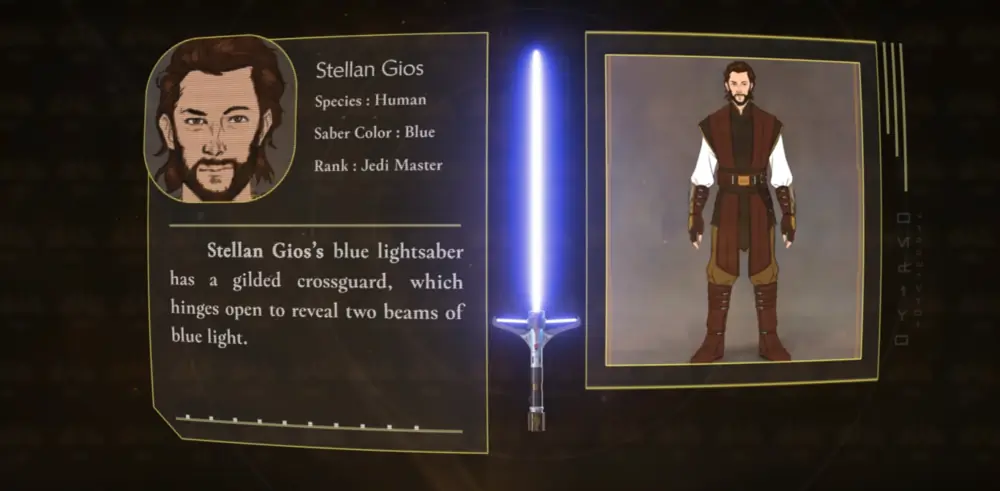 Stellan Gios
Species : Human
Saber Color : Blue
Rank : Jedi Master
Stellan Gios's blue lightsaber
has a gilded crossguard, which
hinges open to reveal two beams of
blue light.